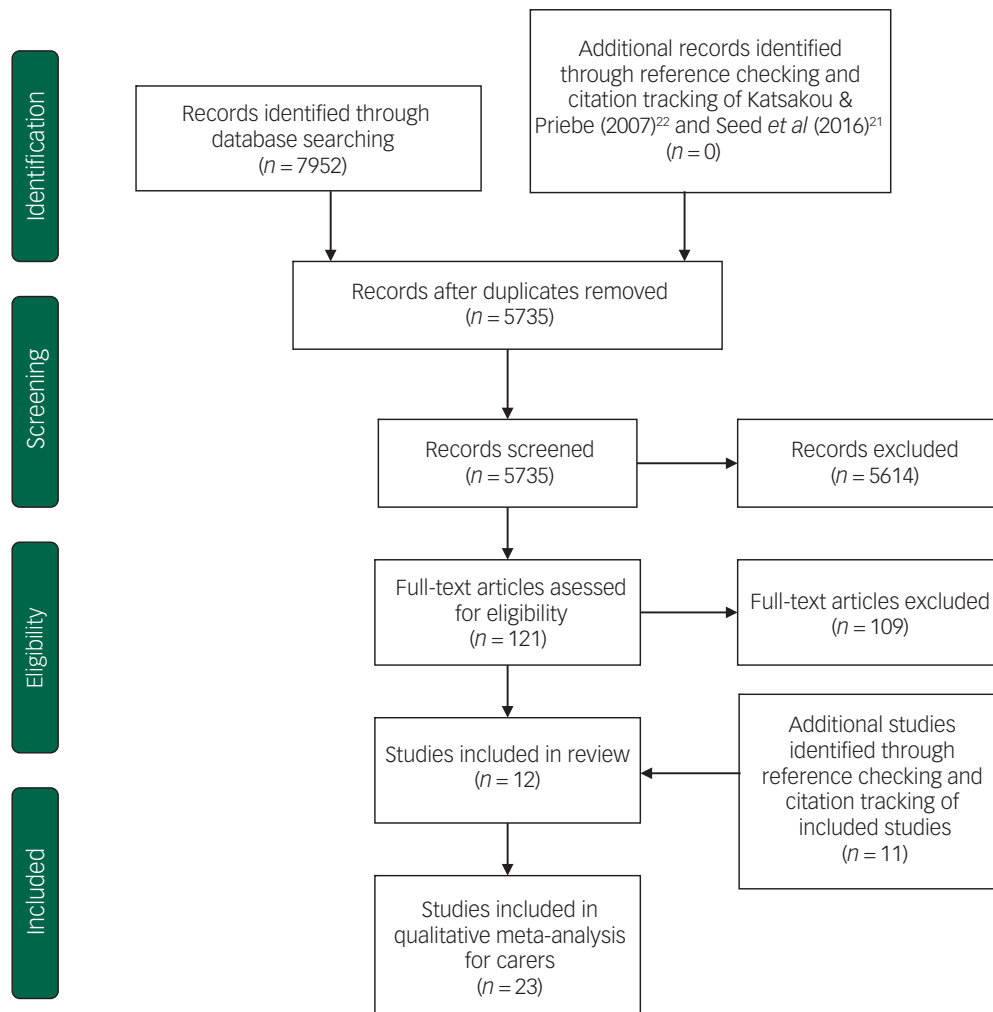 Identification
Records identified through
database searching
(n = 7952)
Additional records identified
through reference checking and
citation tracking of Katsakou &
Priebe (2007)²² and Seed et al (2016)²¹
(n = 0)
Records after duplicates removed
(n = 5735)
Screening
Records screened
(n = 5735)
Records excluded
(n = 5614)
Eligibility
Full-text articles asessed
for eligibility
(n = 121)
Full-text articles excluded
(n = 109)
Studies included in review
(n = 12)
Additional studies
identified through
reference checking and
citation tracking of
included studies
(n = 11)
Included
Studies included in
qualitative meta-analysis
for carers
(n = 23)